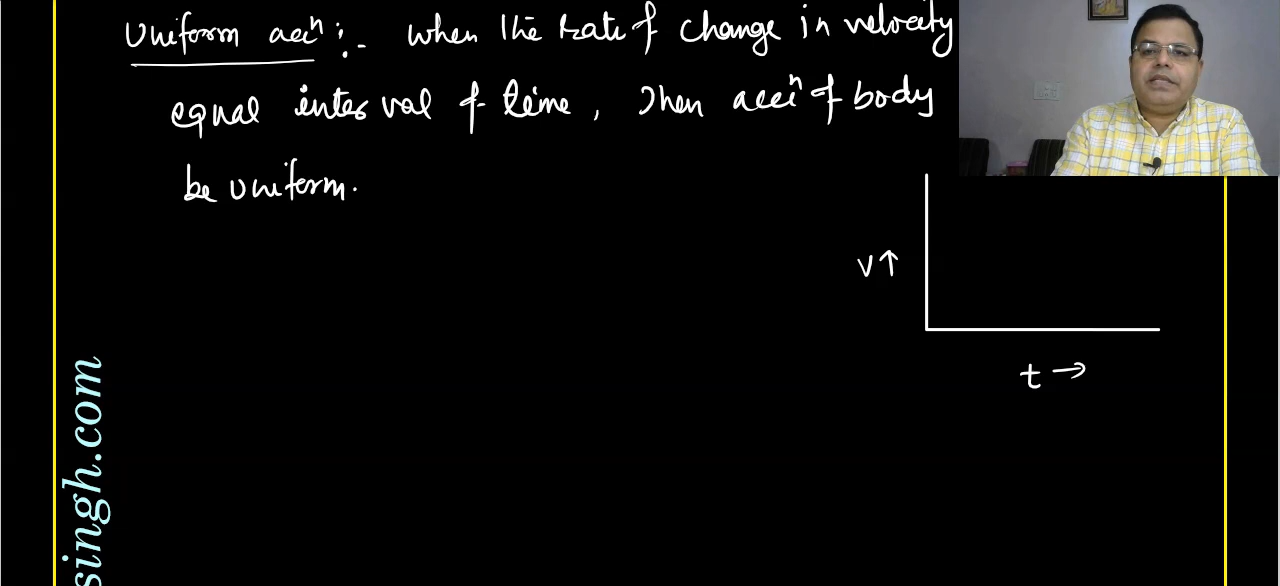 Uniform accⁿ :- when the rate of change in velocity
equal interval of time, then accⁿ of body
be uniform.
v↑
t→
singh.com